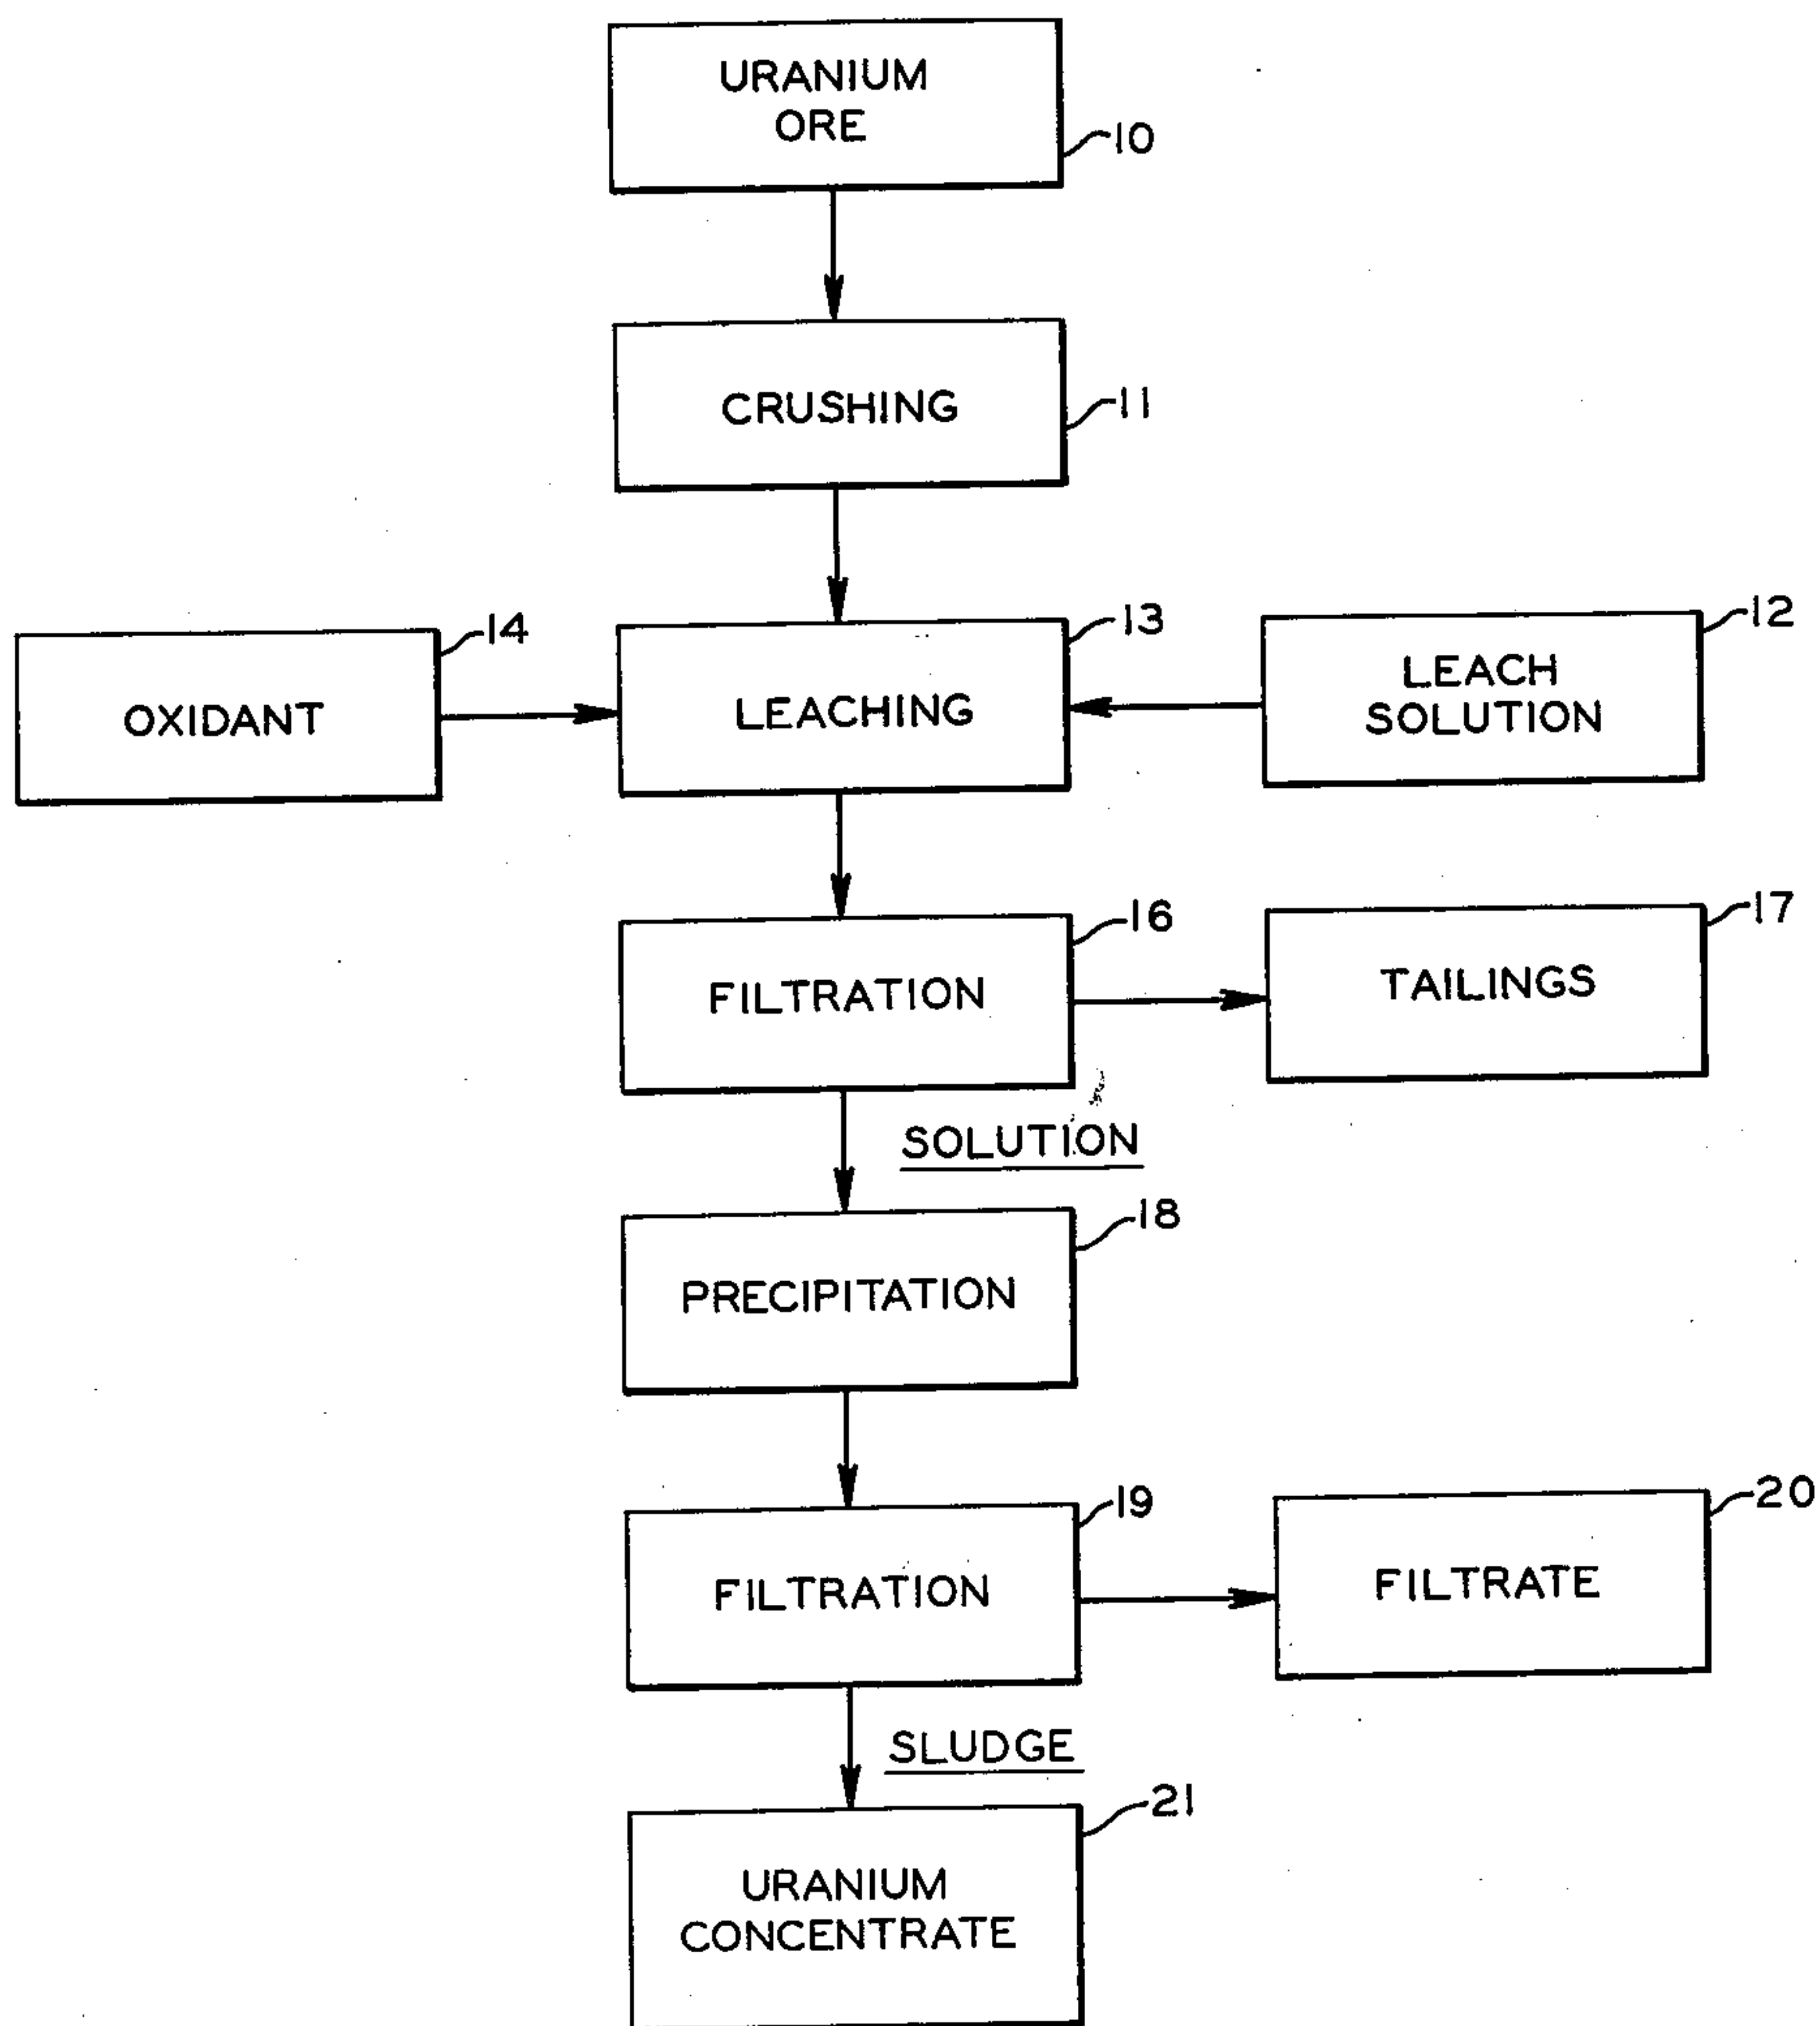 URANIUM
ORE
10
CRUSHING
11
14
OXIDANT
13
LEACHING
12
LEACH
SOLUTION
16
FILTRATION
17
TAILINGS
SOLUTION
18
PRECIPITATION
19
FILTRATION
20
FILTRATE
SLUDGE
21
URANIUM
CONCENTRATE